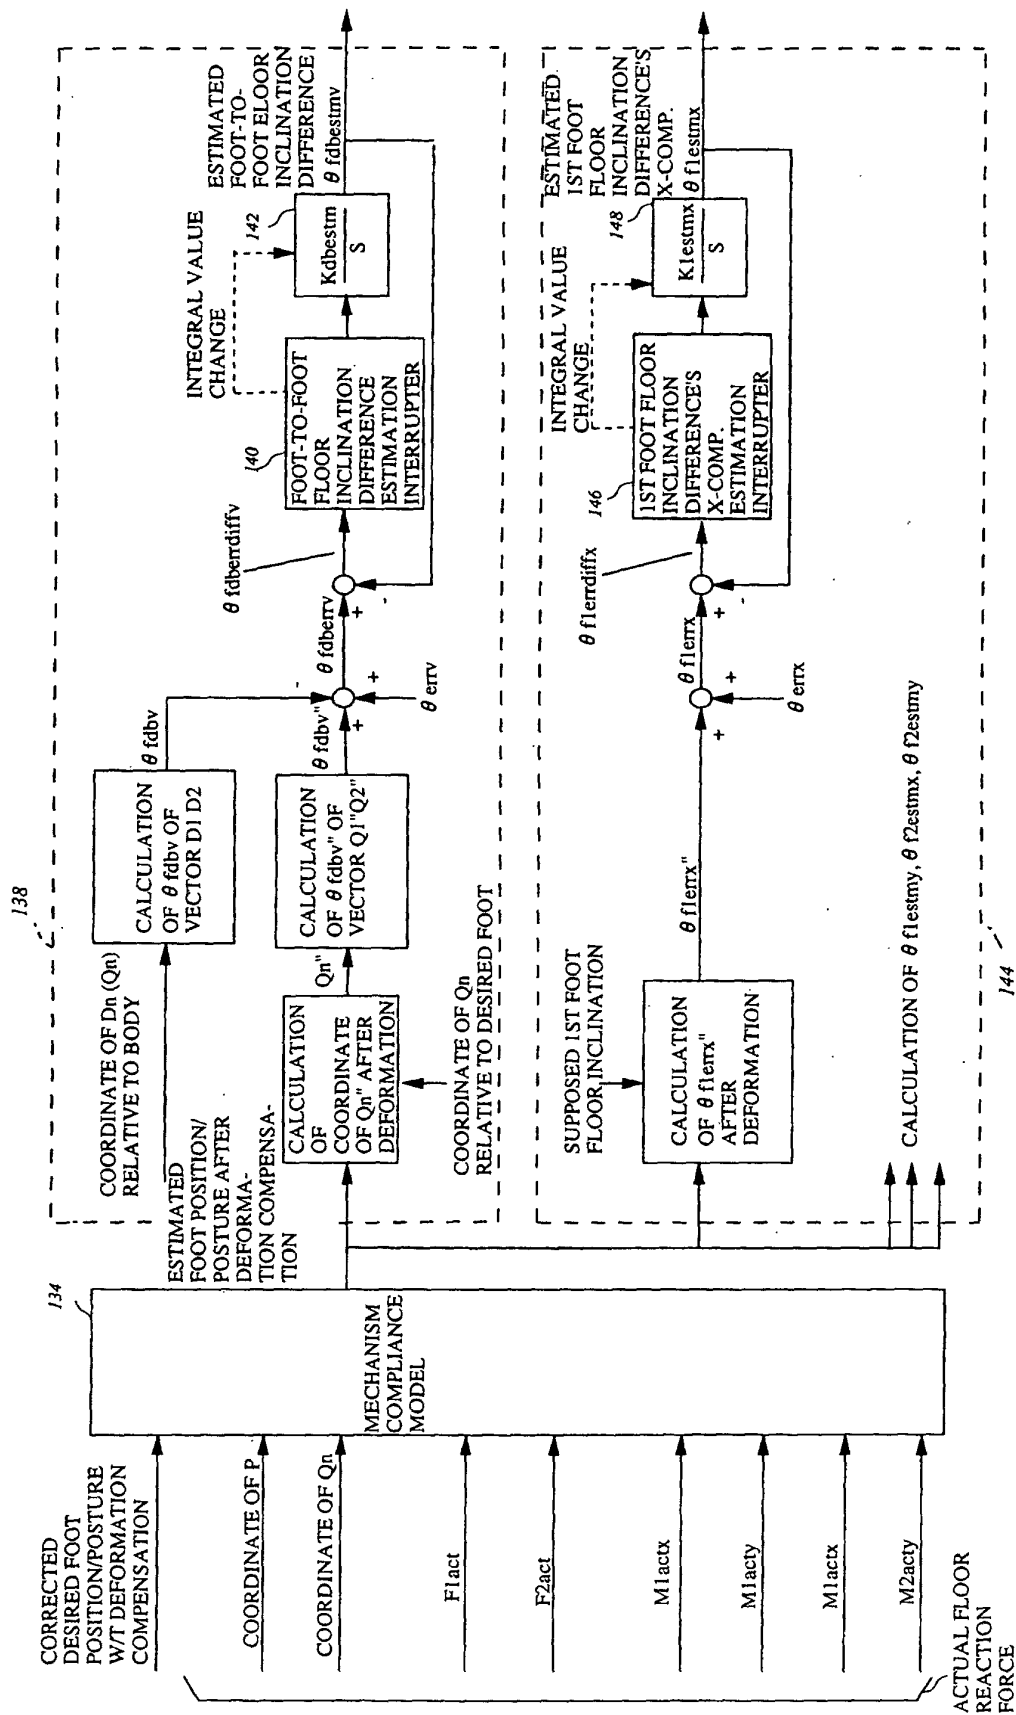 CORRECTED
DESIRED FOOT
POSITION/POSTURE
W/T DEFORMATION
COMPENSATION
COORDINATE OF P
COORDINATE OF Qn
F1act
F2act
M1actx
M1acty
M1actx
M2acty
ACTUAL FLOOR
REACTION
FORCE
134
MECHANISM
COMPLIANCE
MODEL
138
COORDINATE OF Dn (Qn)
RELATIVE TO BODY
ESTIMATED
FOOT POSITION/
POSTURE AFTER
DEFORMA-
TION COMPENSA-
TION
CALCULATION
OF θ fdbv OF
VECTOR D1 D2
θ fdbv
CALCULATION
OF
COORDINATE
OF Qn" AFTER
DEFORMATION
Qn"
COORDINATE OF Qn
RELATIVE TO DESIRED FOOT
CALCULATION
OF θ fdbv" OF
VECTOR Q1"Q2"
θ fdbv"
-
+
+
θ errv
θ fdberrv
+
-
θ fdberrdiffv
140
FOOT-TO-FOOT
FLOOR
INCLINATION
DIFFERENCE
ESTIMATION
INTERRUPTER
INTEGRAL VALUE
CHANGE
142
Kdbestm
S
ESTIMATED
FOOT-TO-
FOOT ELOOR
INCLINATION
DIFFERENCE
θ fdbestmv
144
SUPPOSED 1ST FOOT
FLOOR INCLINATION
CALCULATION
OF θ f1errx"
AFTER
DEFORMATION
θ f1errx"
+
+
θ errx
θ f1errx
+
-
θ f1errdiffx
146
1ST FOOT FLOOR
INCLINATION
DIFFERENCE'S
X-COMP.
ESTIMATION
INTERRUPTER
INTEGRAL VALUE
CHANGE
148
K1estmx
S
ESTIMATED
1ST FOOT
FLOOR
INCLINATION
DIFFERENCE'S
X-COMP.
θ f1estmx
CALCULATION OF θ f1estmy, θ f2estmx, θ f2estmy